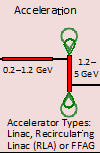 Acceleration
0.2–1.2 GeV
1.2–
5 GeV
Accelerator Types:
Linac, Recirculating
Linac (RLA) or FFAG